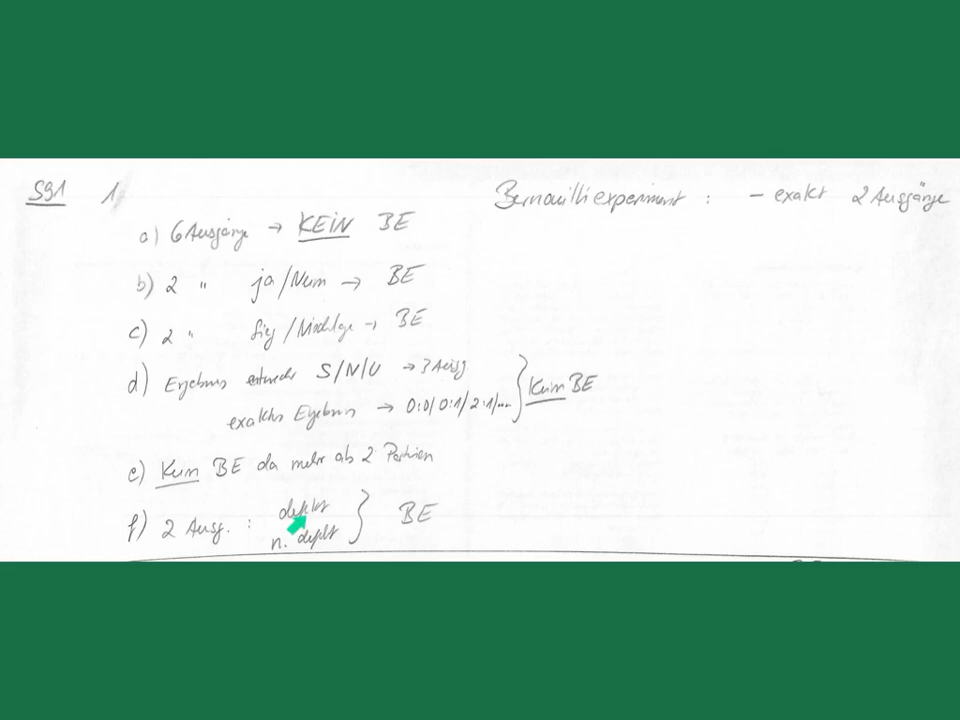 S91 1 Bernouilliexperiment : – exakt 2 Ausgänge
a) 6 Ausgänge → KEIN BE
b) 2 " ja/Nein → BE
c) 2 " Sieg/Niederlage → BE
d) Ergebnis entweder S/N/U → 3 Ausg
exaktes Ergebnis → 0:0/0:1/2:1/... } Kein BE
e) Kein BE da mehr als 2 Parteien
f) 2 Ausg. : defekt
n. defekt } BE